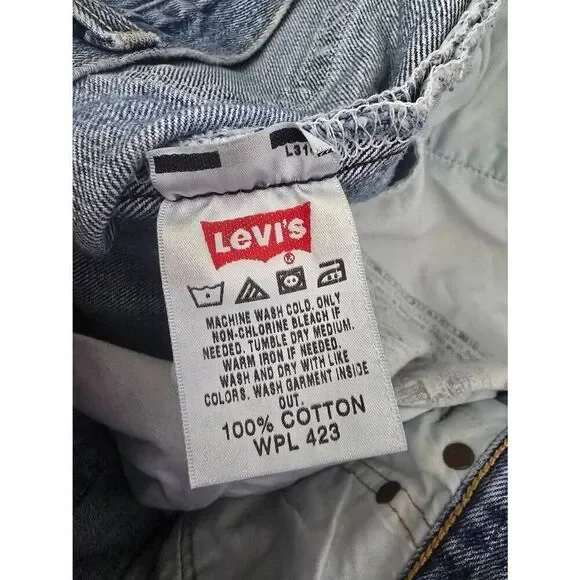 LEVI'S
®
MACHINE WASH COLD. ONLY
NON-CHLORINE BLEACH IF
NEEDED. TUMBLE DRY MEDIUM.
WARM IRON IF NEEDED.
WASH AND DRY WITH LIKE
COLORS. WASH GARMENT INSIDE
OUT.
100% COTTON
WPL 423